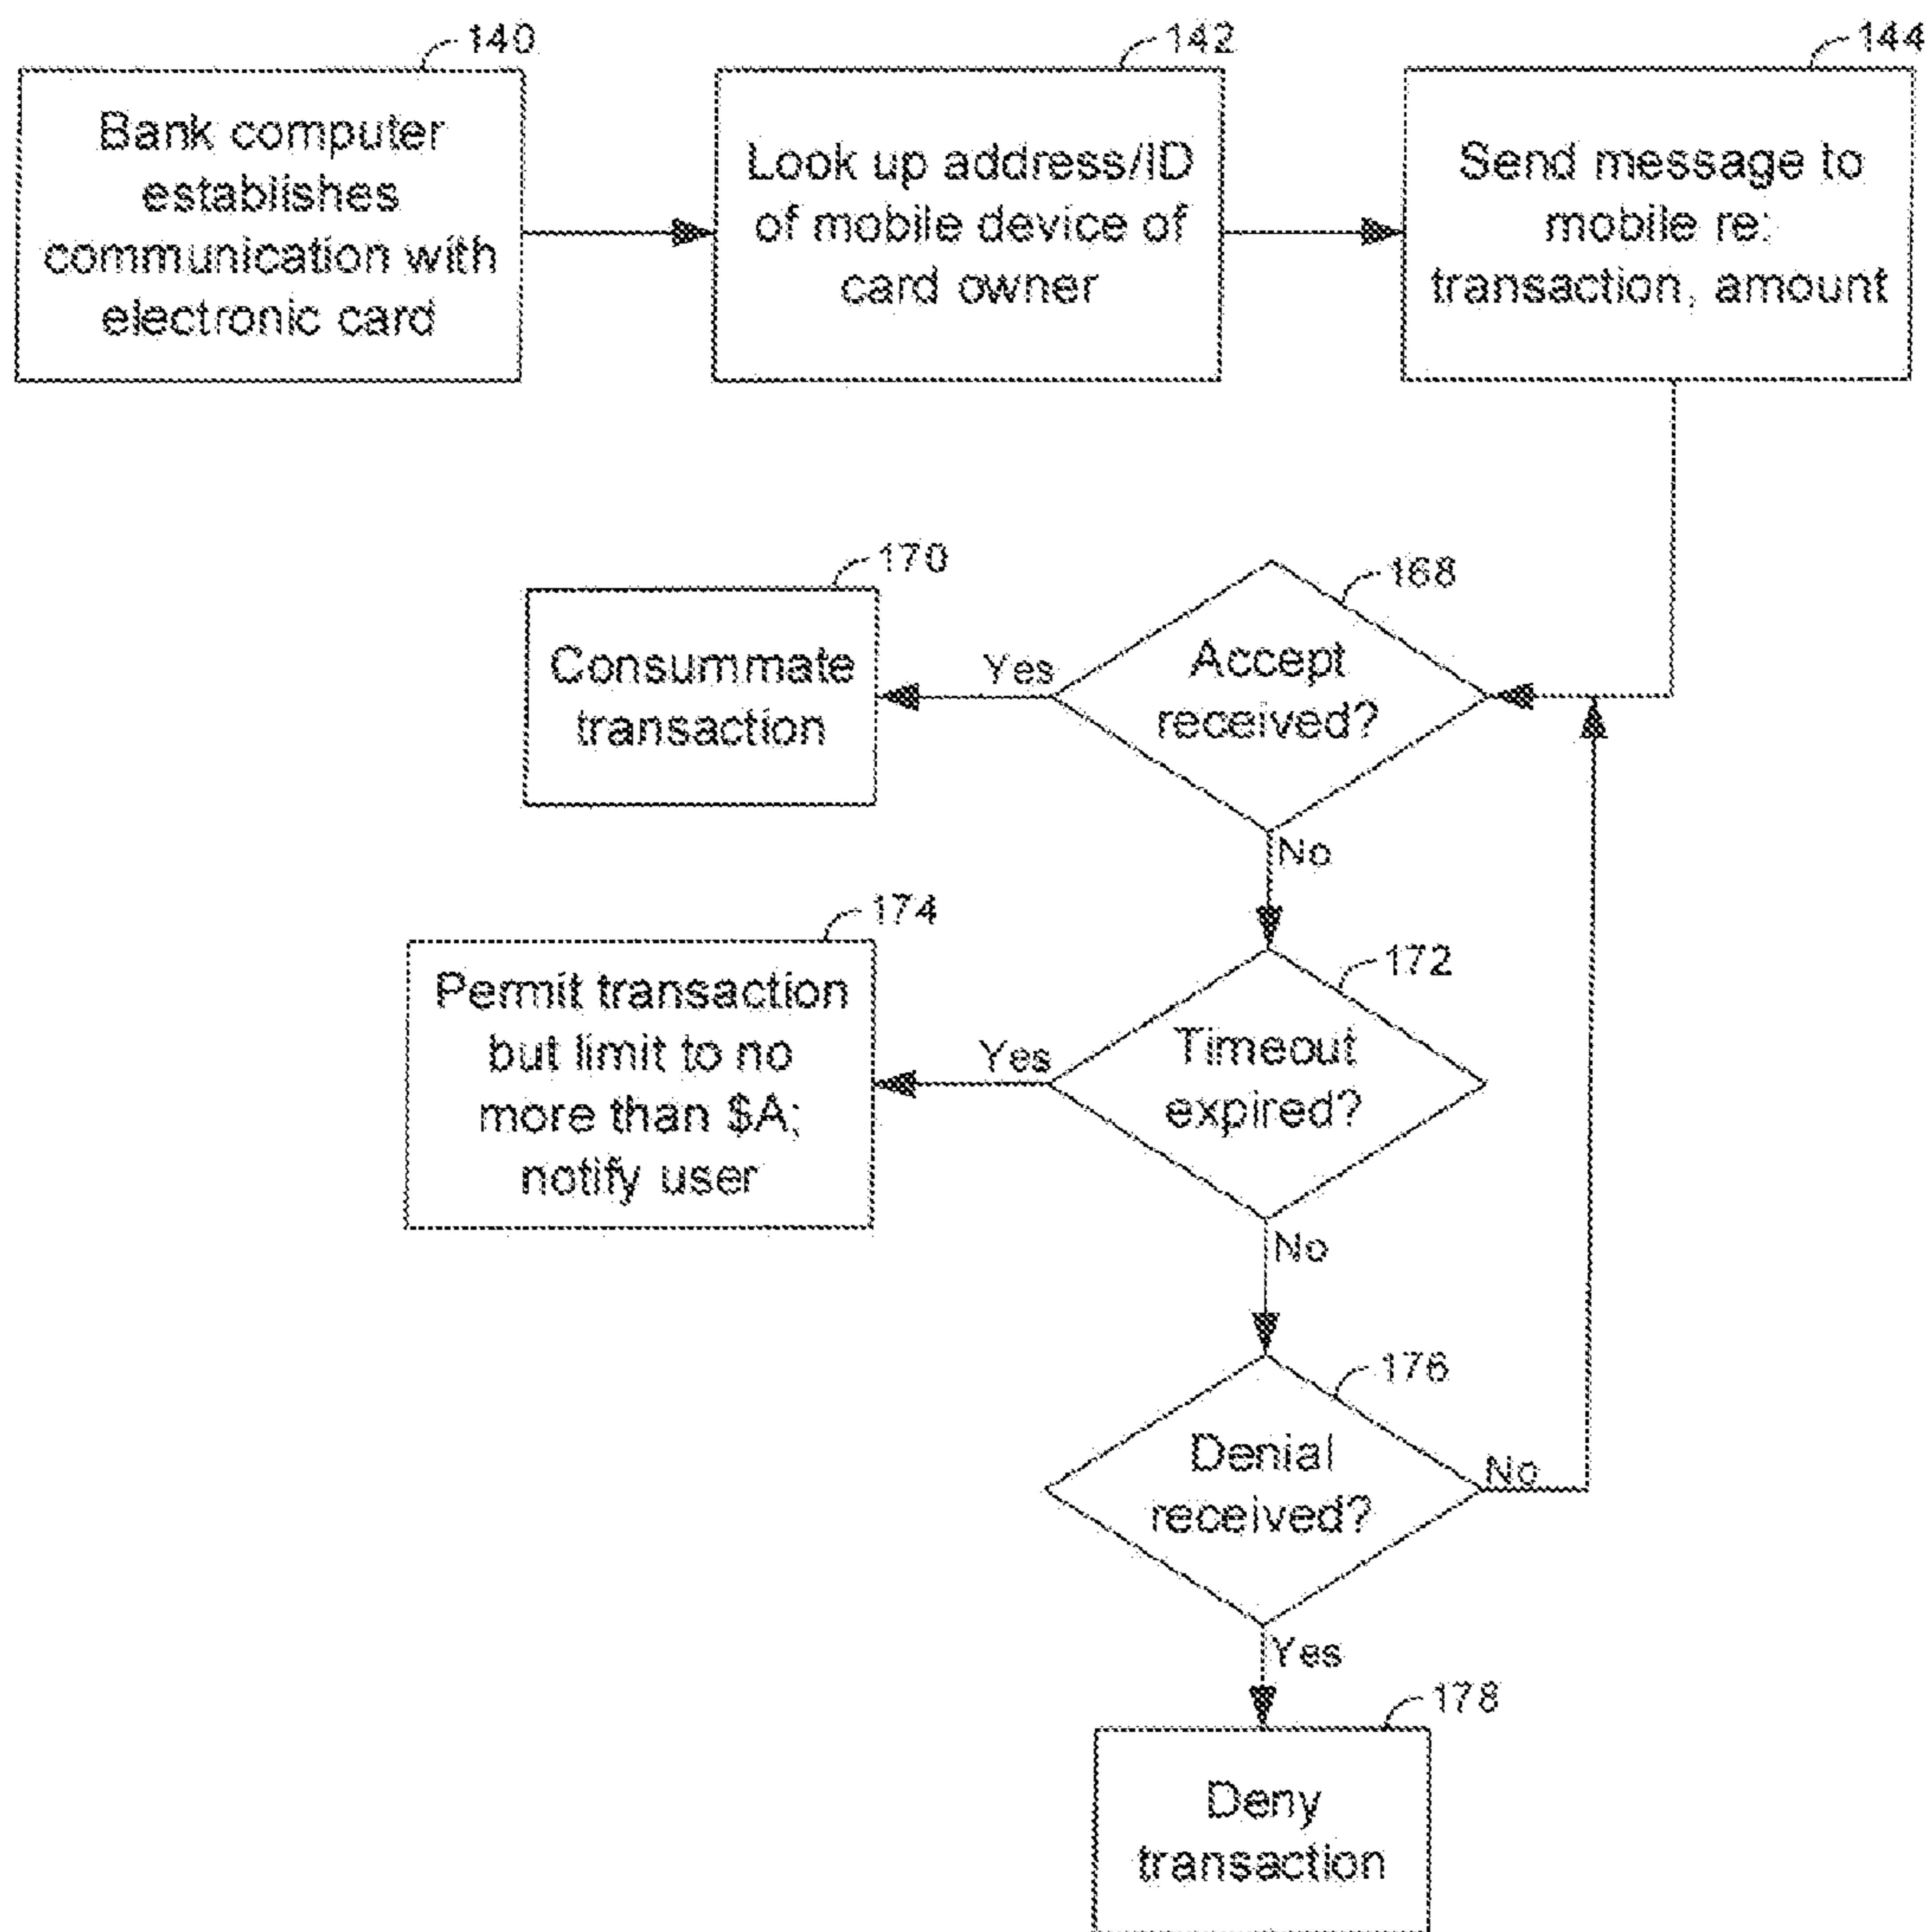 140
Bank computer
establishes
communication with
electronic card
142
Look up address/ID
of mobile device of
card owner
144
Send message to
mobile re:
transaction, amount
170
Consummate
transaction
Yes
168
Accept
received?
No
174
Permit transaction
but limit to no
more than $A;
notify user
Yes
172
Timeout
expired?
No
176
Denial
received?
No
Yes
178
Deny
transaction